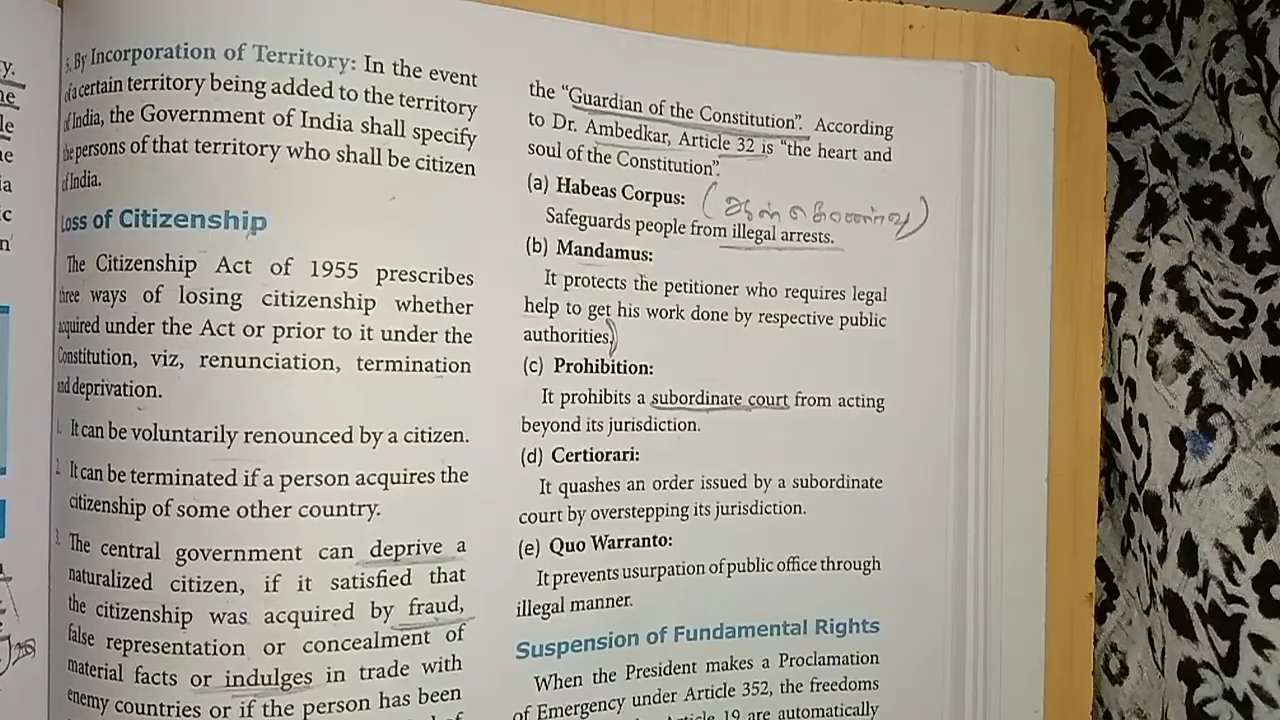 5. By Incorporation of Territory: In the event
of a certain territory being added to the territory
of India, the Government of India shall specify
the persons of that territory who shall be citizen
of India.
Loss of Citizenship
The Citizenship Act of 1955 prescribes
three ways of losing citizenship whether
acquired under the Act or prior to it under the
Constitution, viz, renunciation, termination
and deprivation.
1. It can be voluntarily renounced by a citizen.
2. It can be terminated if a person acquires the
citizenship of some other country.
3. The central government can deprive a
naturalized citizen, if it satisfied that
the citizenship was acquired by fraud,
false representation or concealment of
material facts or indulges in trade with
enemy countries or if the person has been
the “Guardian of the Constitution”. According
to Dr. Ambedkar, Article 32 is “the heart and
soul of the Constitution”.
(a) Habeas Corpus:
Safeguards people from illegal arrests.
(b) Mandamus:
It protects the petitioner who requires legal
help to get his work done by respective public
authorities.
(c) Prohibition:
It prohibits a subordinate court from acting
beyond its jurisdiction.
(d) Certiorari:
It quashes an order issued by a subordinate
court by overstepping its jurisdiction.
(e) Quo Warranto:
It prevents usurpation of public office through
illegal manner.
Suspension of Fundamental Rights
When the President makes a Proclamation
of Emergency under Article 352, the freedoms
19 are automatically